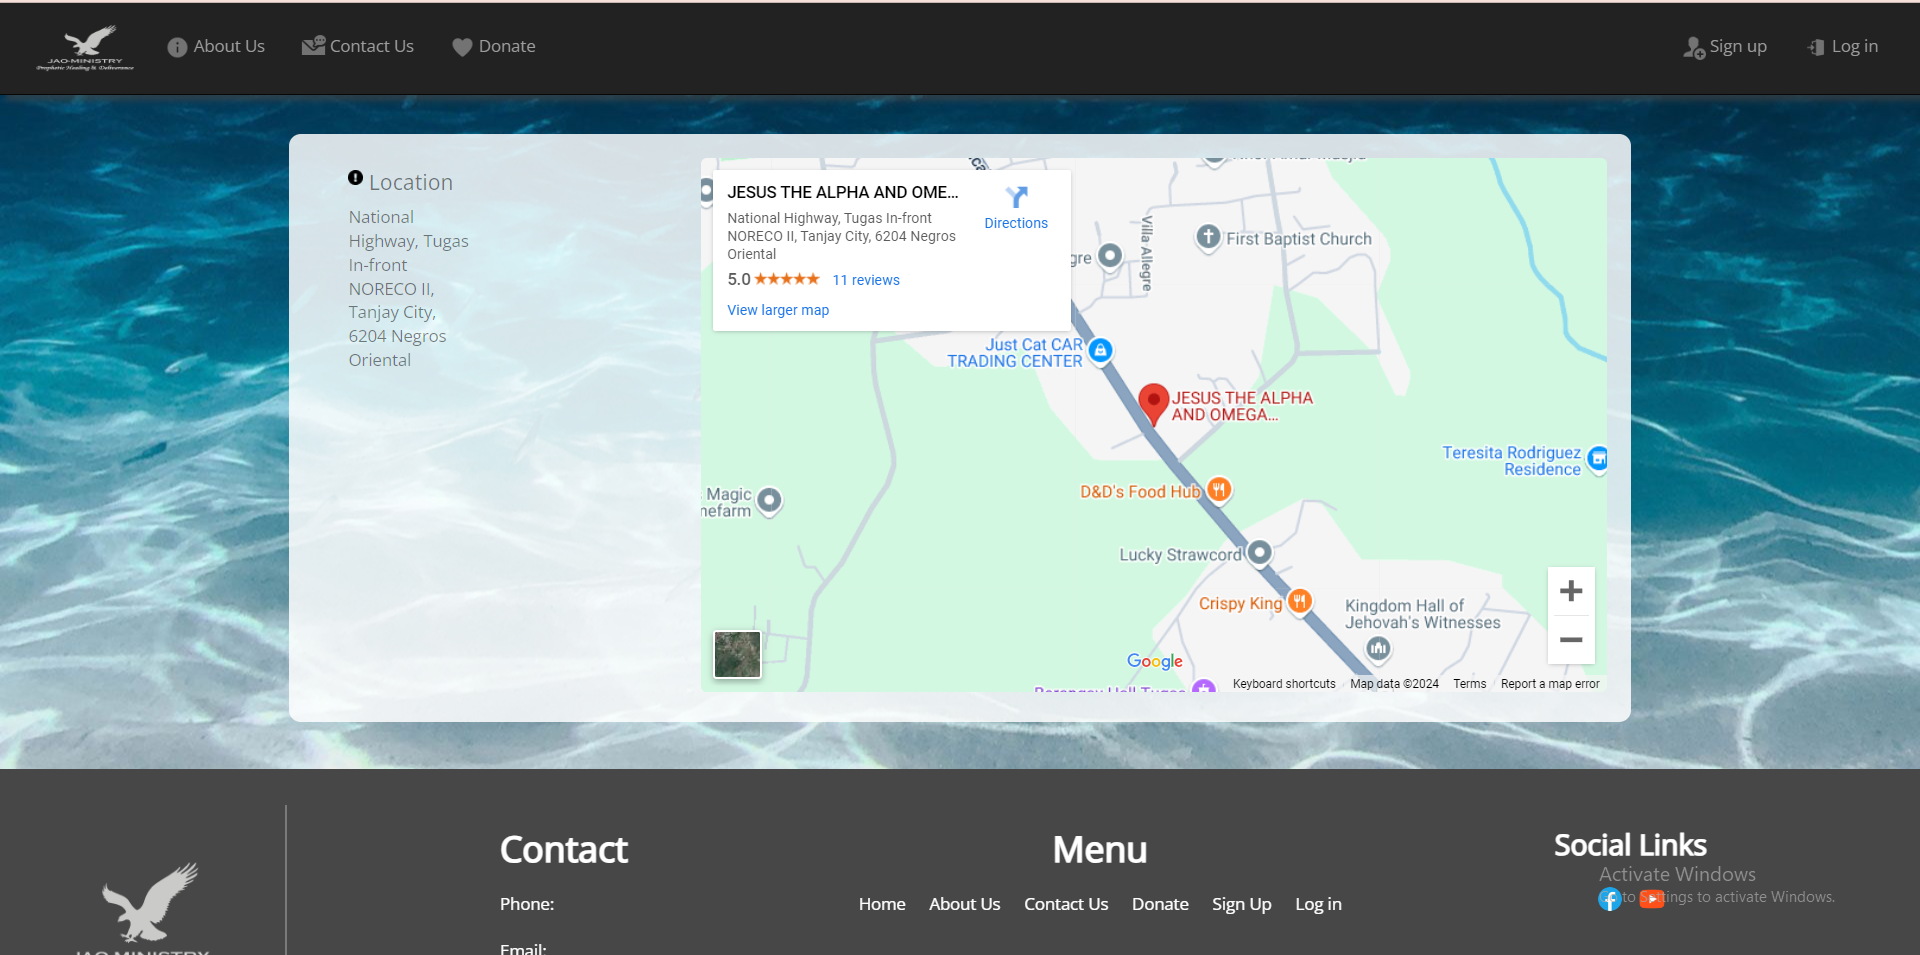 JAO-MINISTRY
Prophetic Healing & Deliverance
About Us
Contact Us
Donate
Sign up
Log in
Location
National
Highway, Tugas
In-front
NORECO II,
Tanjay City,
6204 Negros
Oriental
JESUS THE ALPHA AND OME...
National Highway, Tugas In-front
NORECO II, Tanjay City, 6204 Negros
Oriental
5.0
11 reviews
View larger map
Directions
Villa Allegre
First Baptist Church
Just Cat CAR
TRADING CENTER
JESUS THE ALPHA
AND OMEGA...
Teresita Rodriguez
Residence
D&D's Food Hub
Magic
Lucky Strawcord
Crispy King
Kingdom Hall of
Jehovah's Witnesses
Google
Keyboard shortcuts
Map data ©2024
Terms
Report a map error
Contact
Phone:
Email:
Menu
Home
About Us
Contact Us
Donate
Sign Up
Log in
Social Links
Activate Windows
to Settings to activate Windows.
JAO-MINISTRY